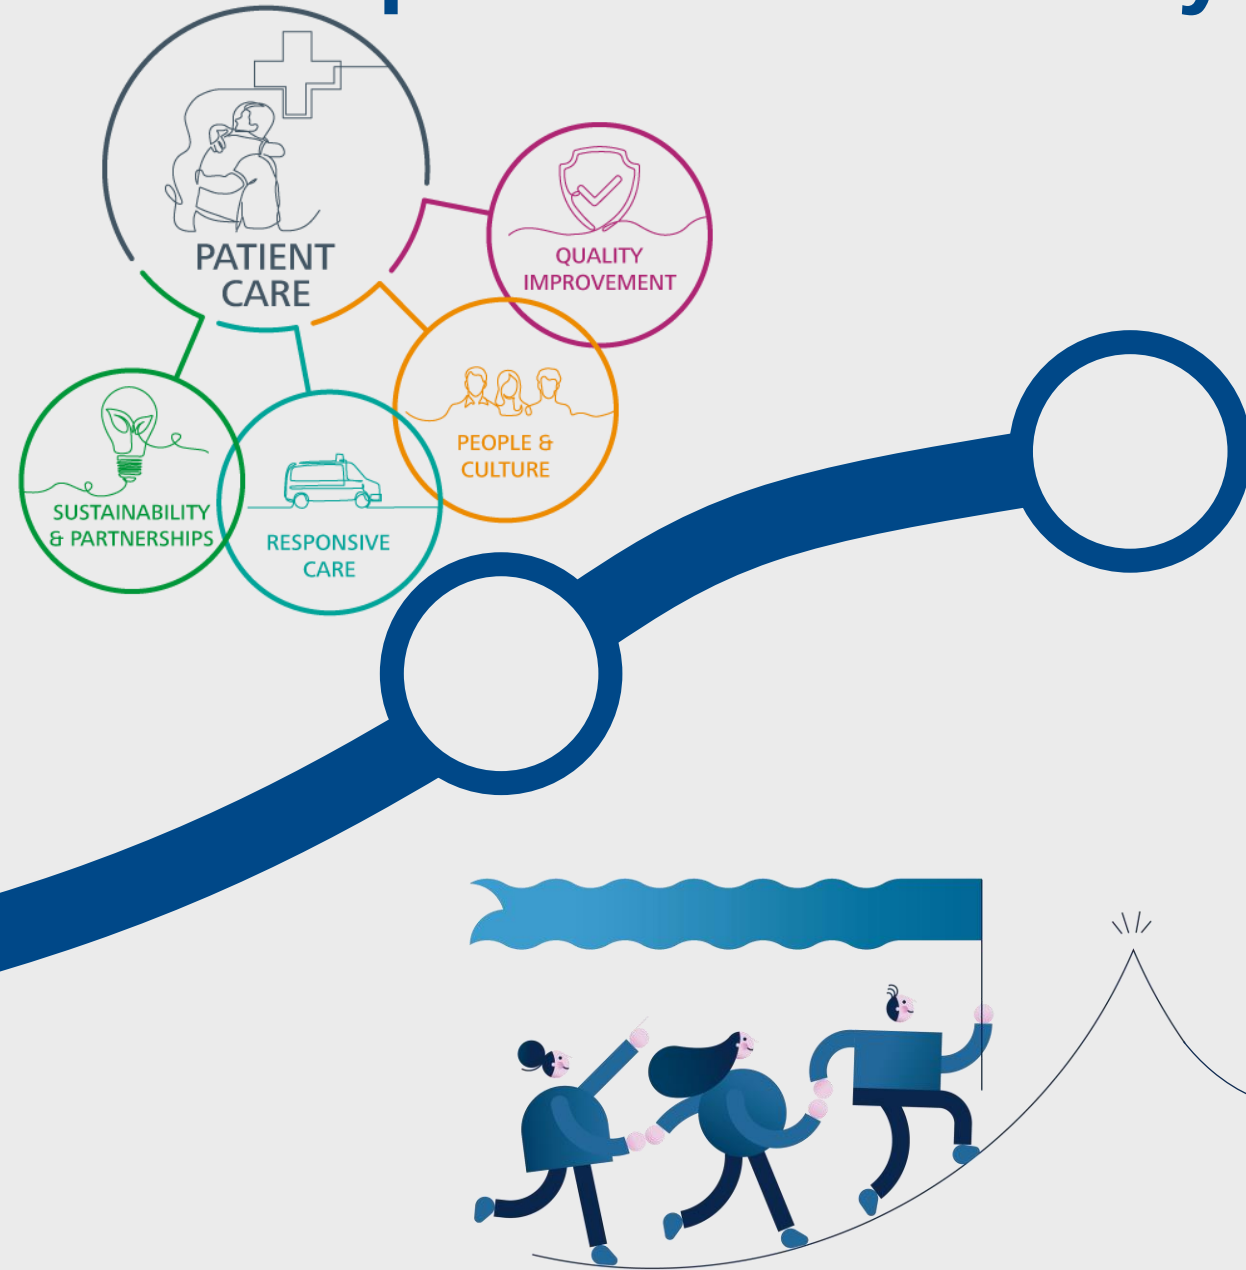 PATIENT
CARE
QUALITY
IMPROVEMENT
PEOPLE &
CULTURE
SUSTAINABILITY
& PARTNERSHIPS
RESPONSIVE
CARE